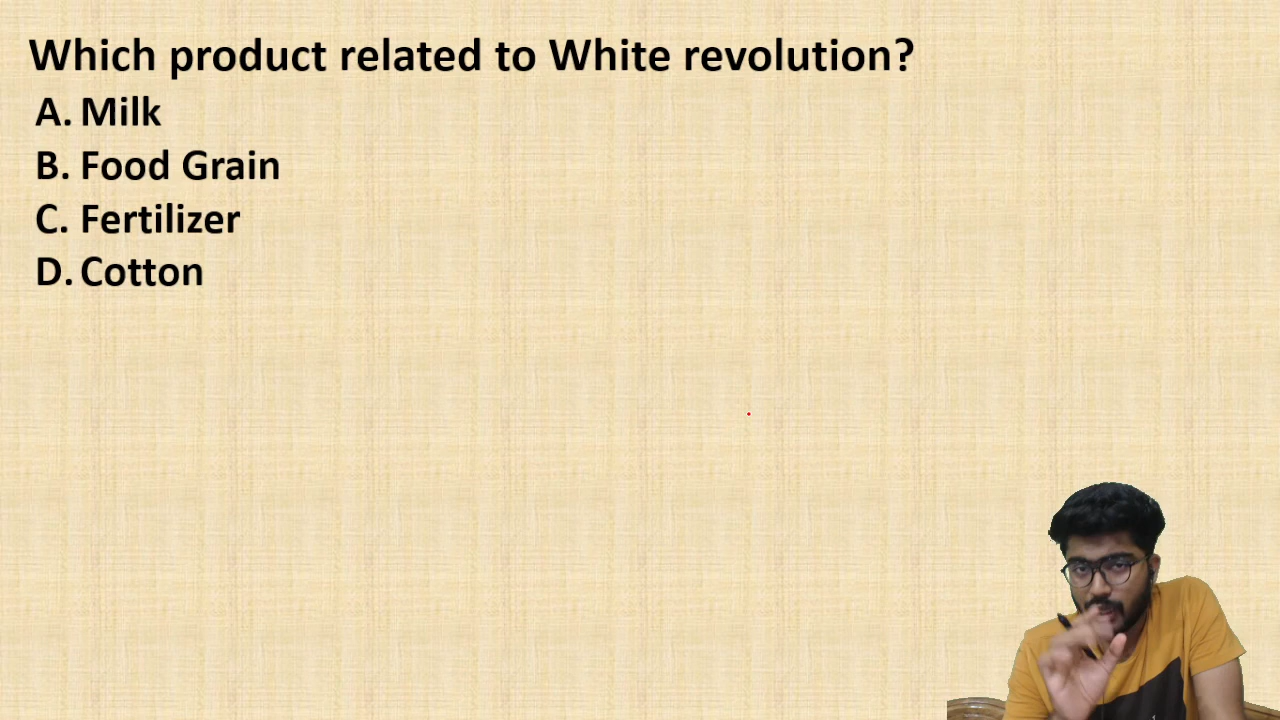 Which product related to White revolution?
A. Milk
B. Food Grain
C. Fertilizer
D. Cotton